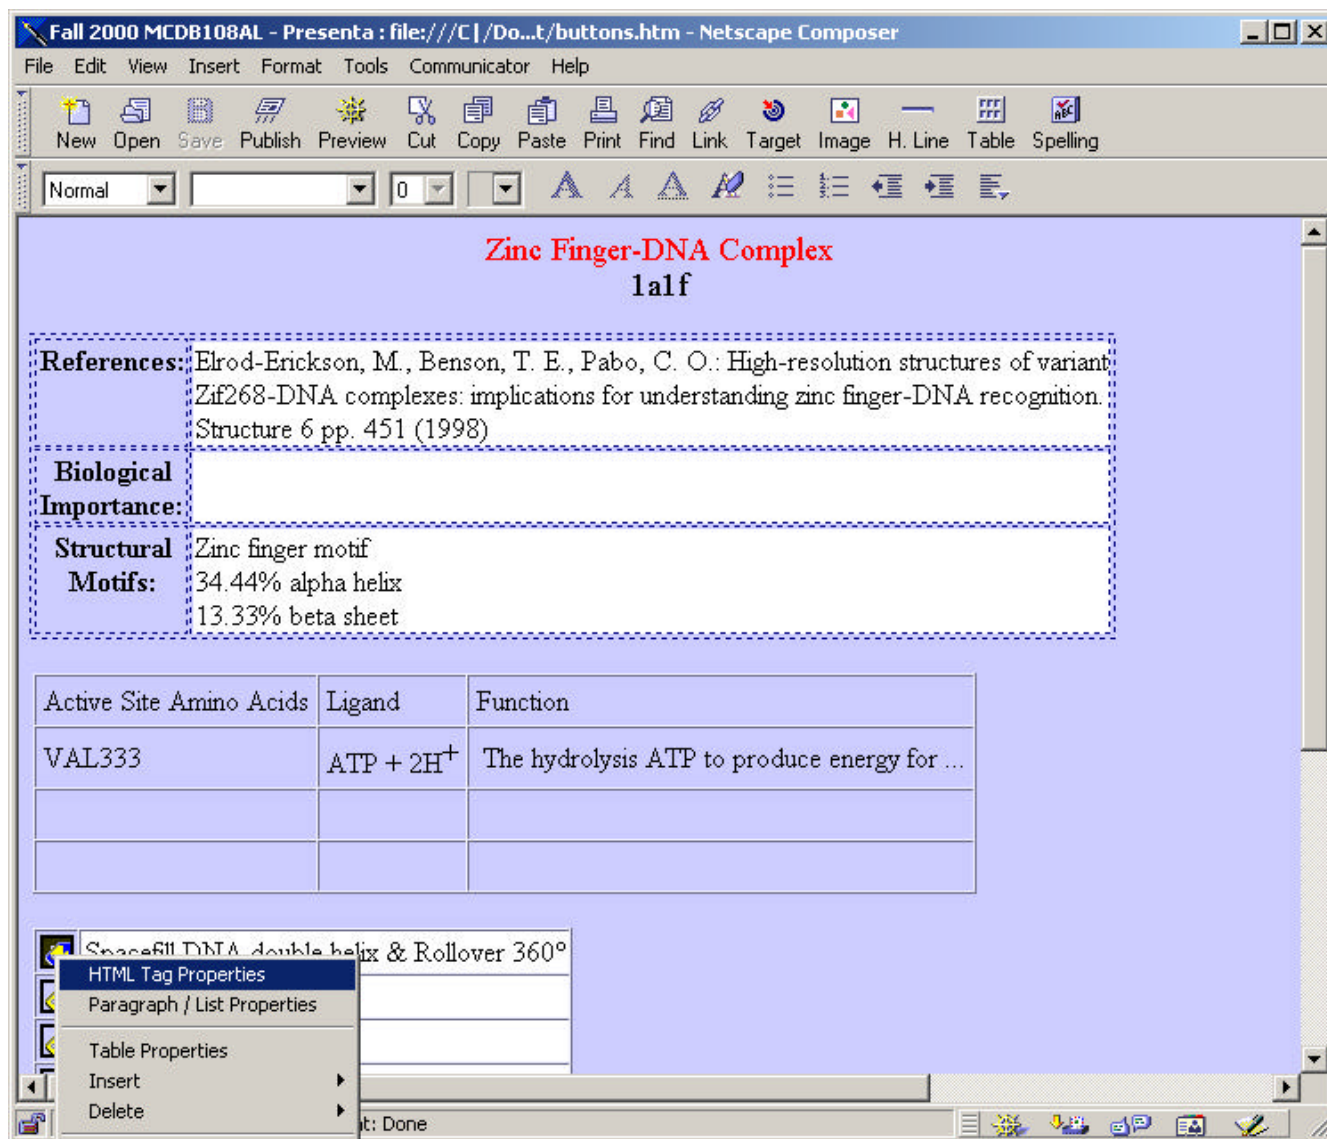 Fall 2000 MCDB108AL - Presenta : file:///C|/Do...t/buttons.htm - Netscape Composer
File Edit View Insert Format Tools Communicator Help
New Open Save Publish Preview Cut Copy Paste Print Find Link Target Image H. Line Table Spelling
Normal 0
Zinc Finger-DNA Complex
1a1f
References: Elrod-Erickson, M., Benson, T. E., Pabo, C. O.: High-resolution structures of variant
Zif268-DNA complexes: implications for understanding zinc finger-DNA recognition.
Structure 6 pp. 451 (1998)
Biological
Importance:
Structural Zinc finger motif
Motifs: 34.44% alpha helix
13.33% beta sheet
Active Site Amino Acids Ligand Function
VAL333 ATP + 2H+ The hydrolysis ATP to produce energy for ...
Spacefill DNA double helix & Rollover 360°
HTML Tag Properties
Paragraph / List Properties
Table Properties
Insert
Delete
t: Done